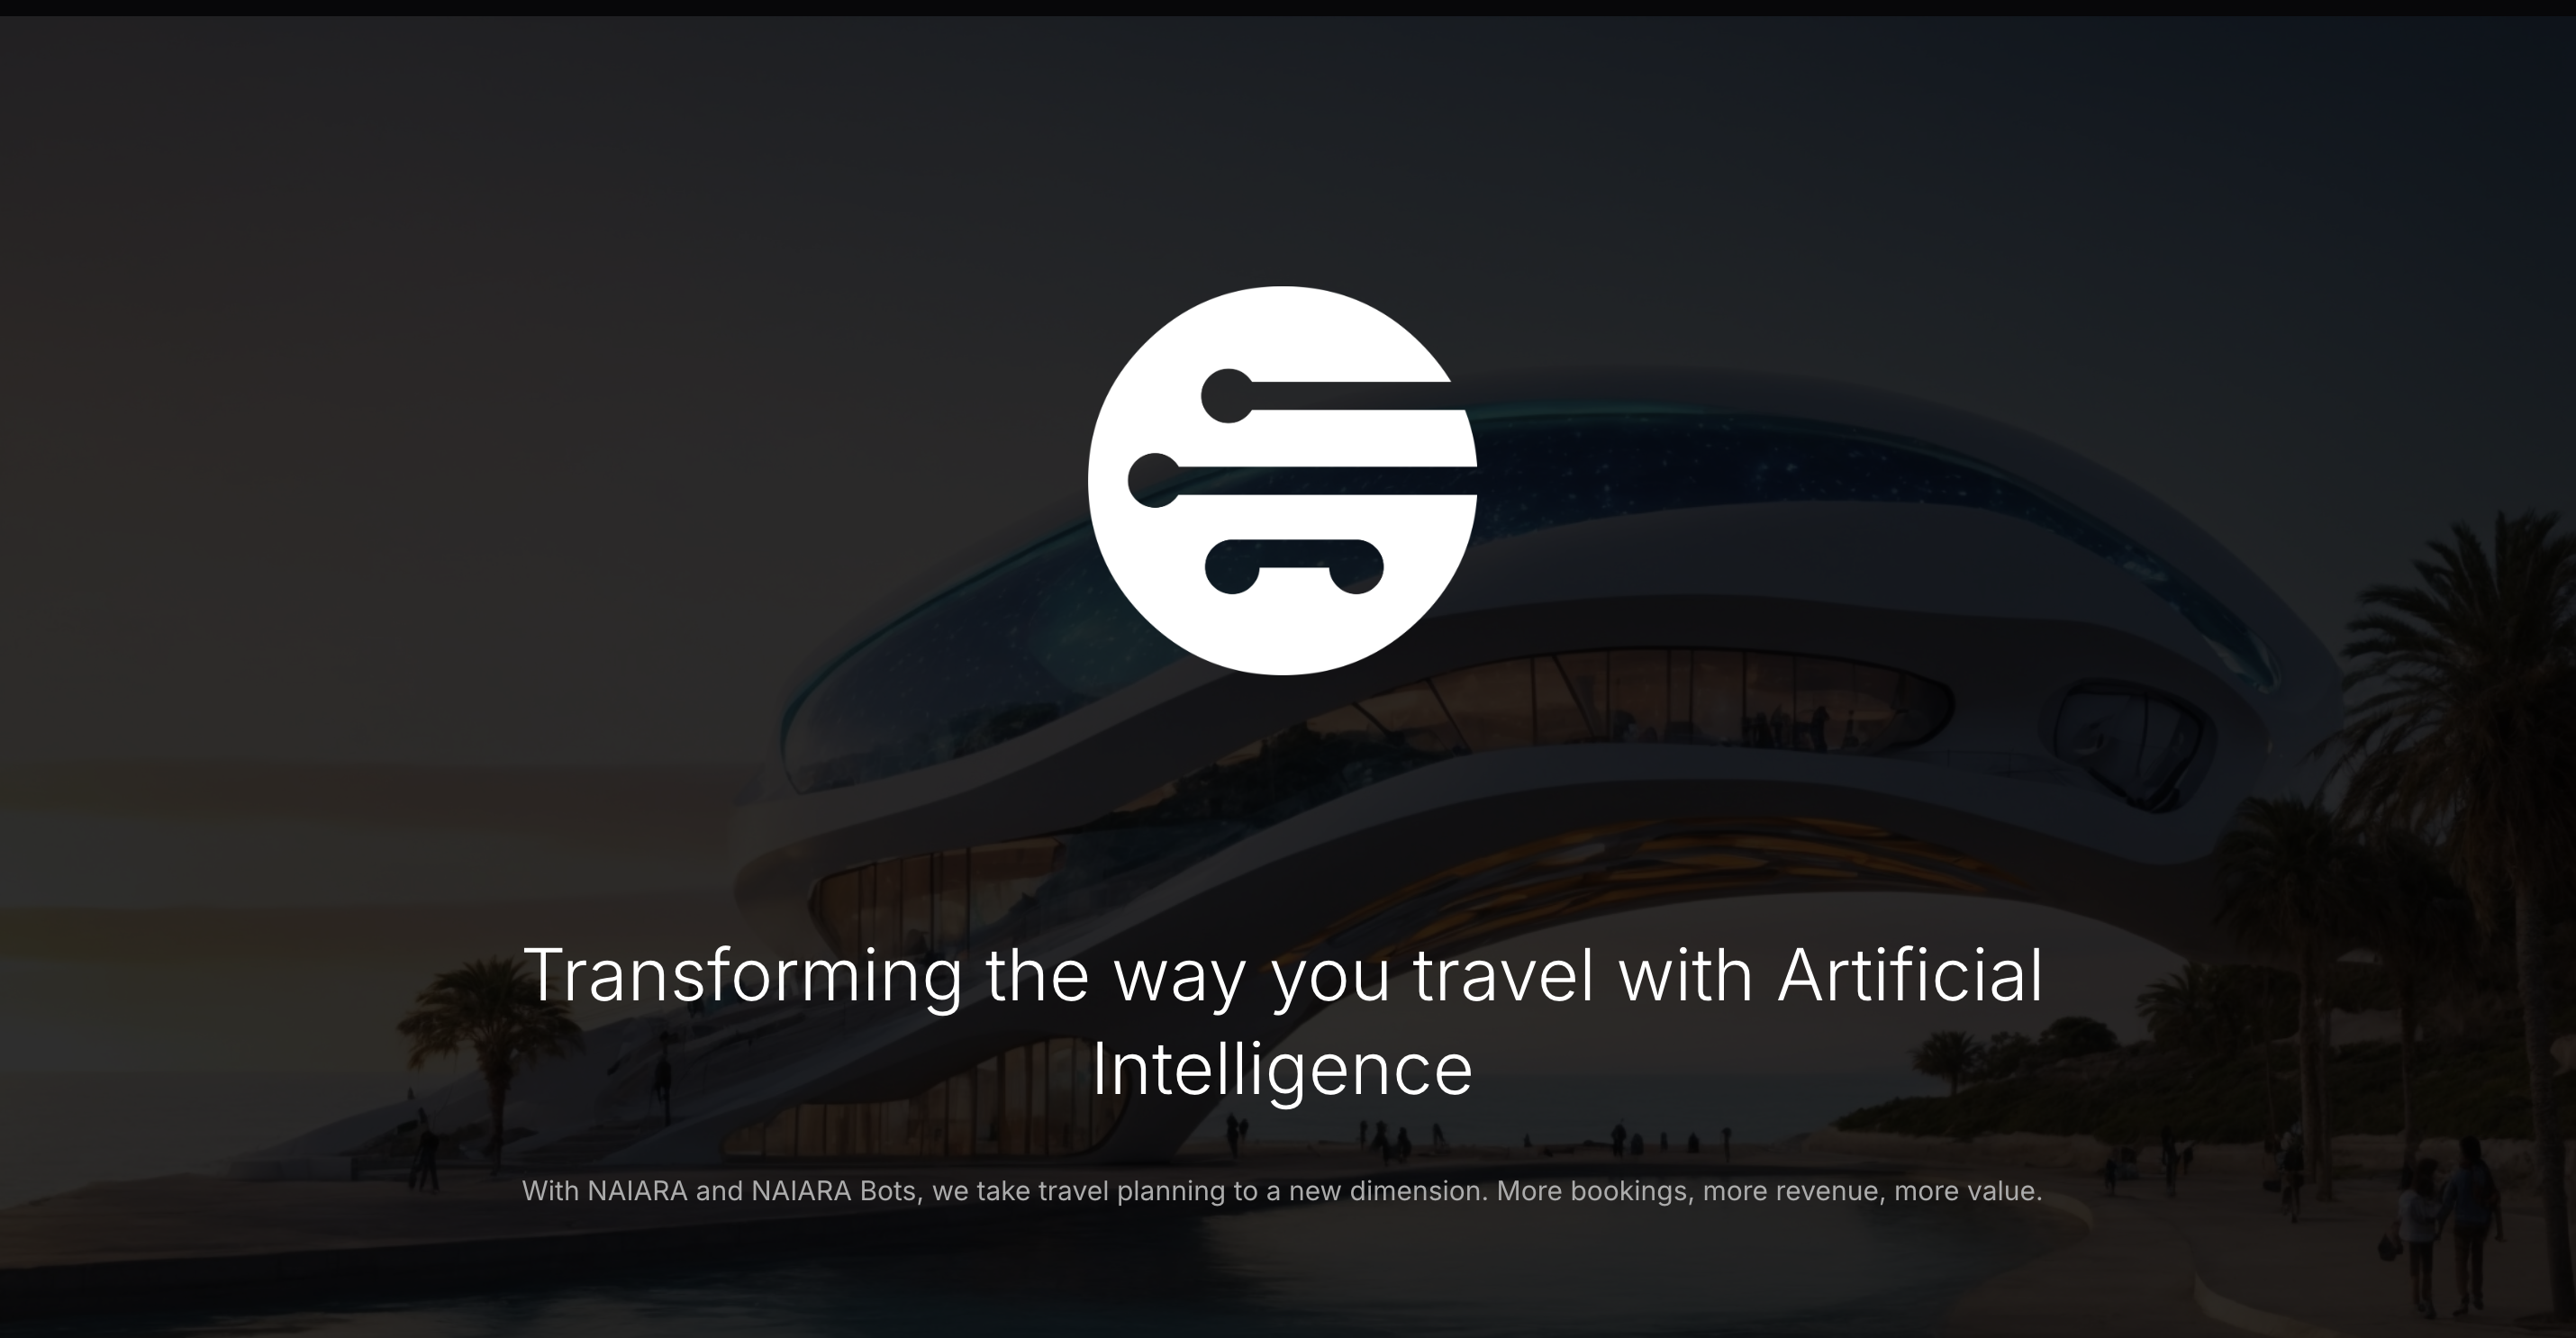 Transforming the way you travel with Artificial
Intelligence
With NAIARA and NAIARA Bots, we take travel planning to a new dimension. More bookings, more revenue, more value.